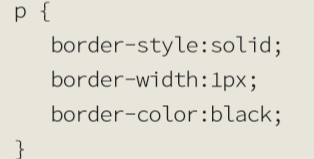 p {
border-style:solid;
border-width:1px;
border-color:black;
}